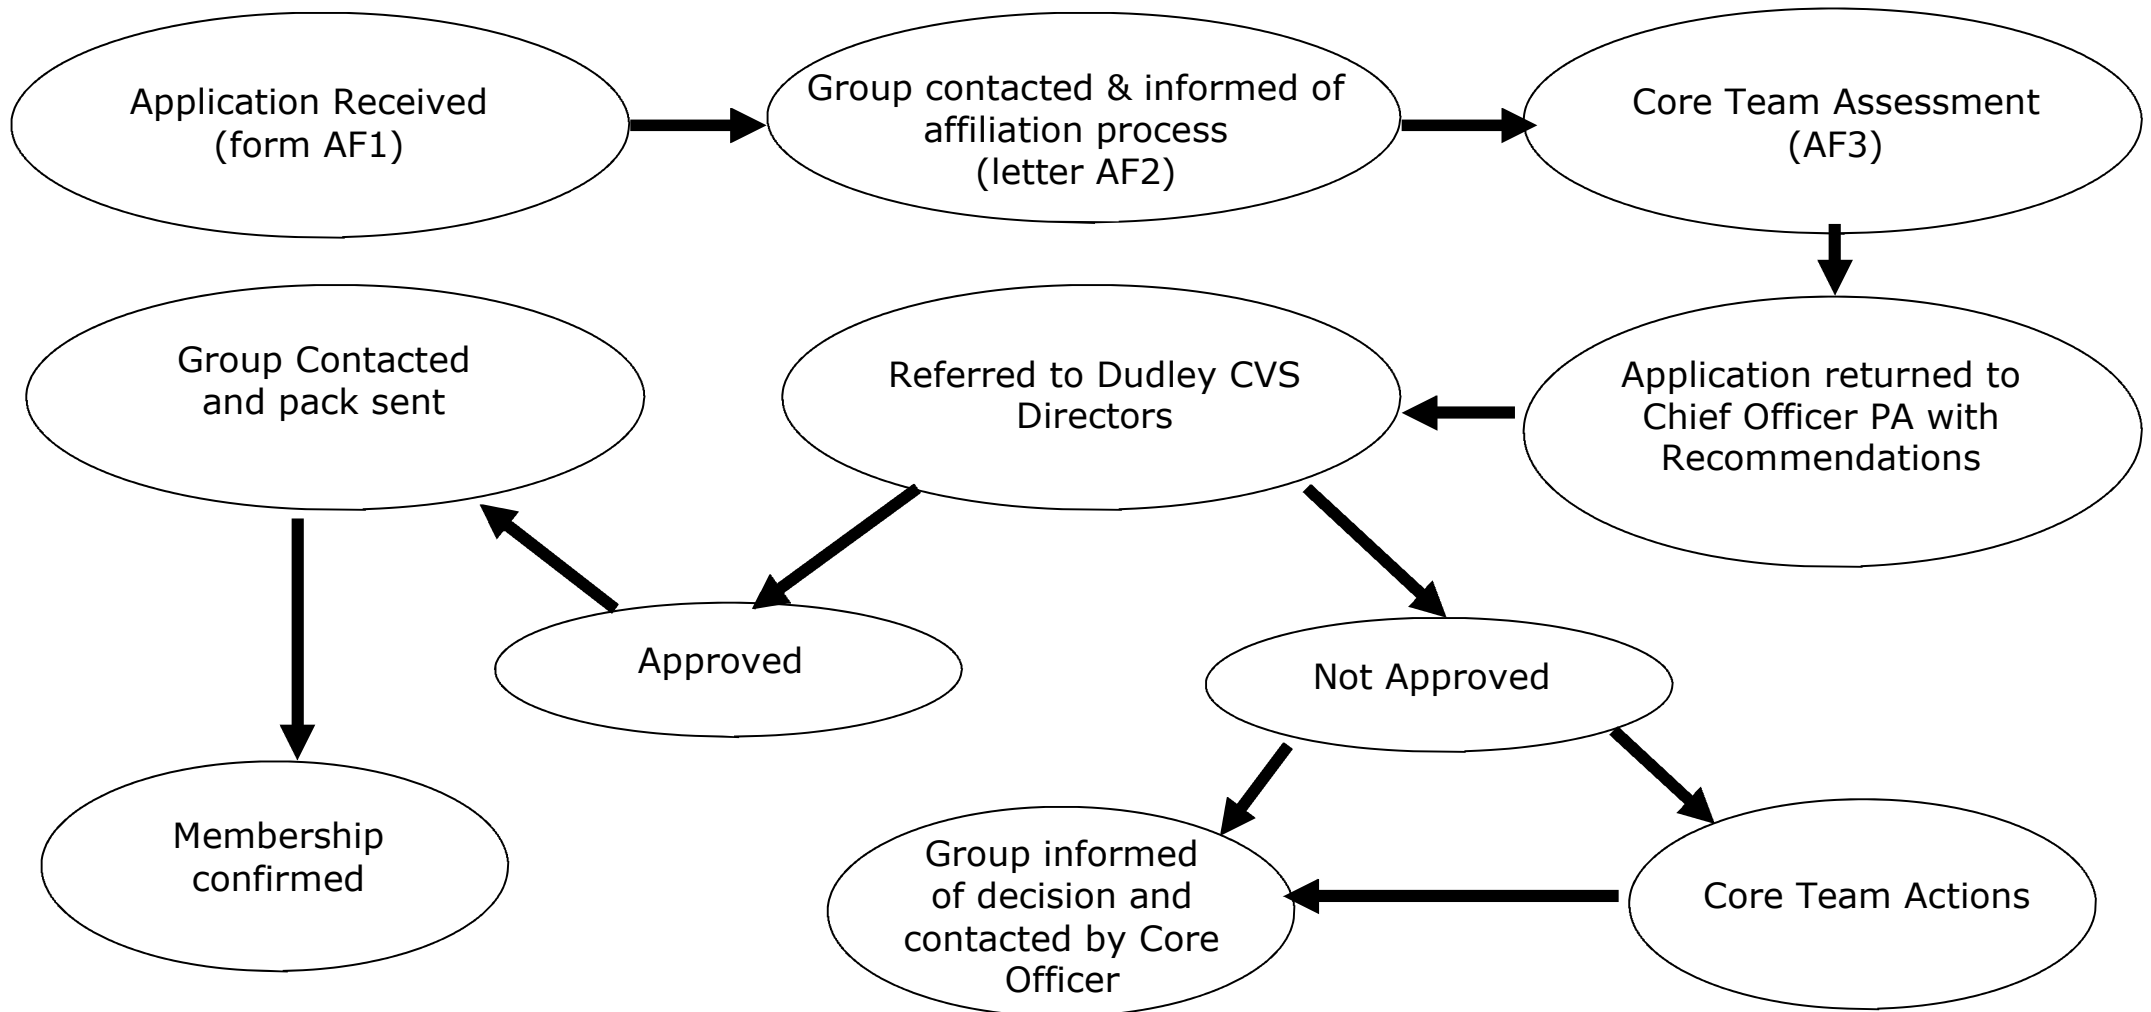 Application Received
(form AF1)
Group contacted & informed of
affiliation process
(letter AF2)
Core Team Assessment
(AF3)
Group Contacted
and pack sent
Referred to Dudley CVS
Directors
Application returned to
Chief Officer PA with
Recommendations
Approved
Not Approved
Membership
confirmed
Group informed
of decision and
contacted by Core
Officer
Core Team Actions